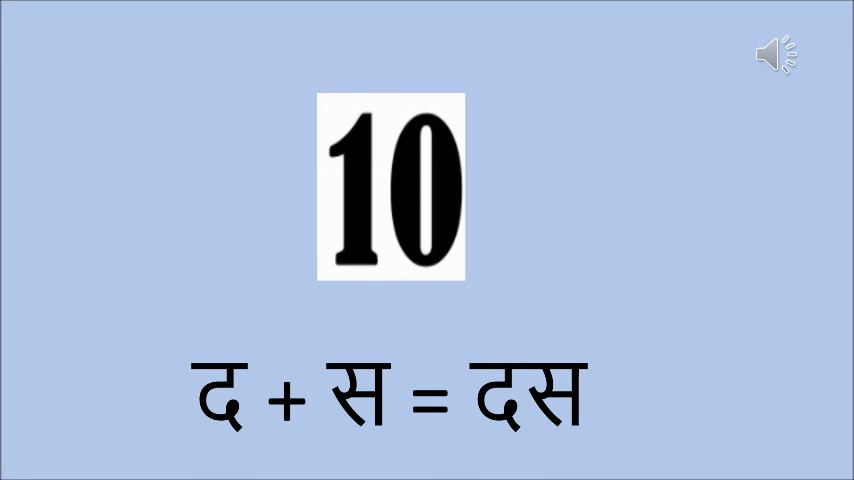 10
द + स = दस